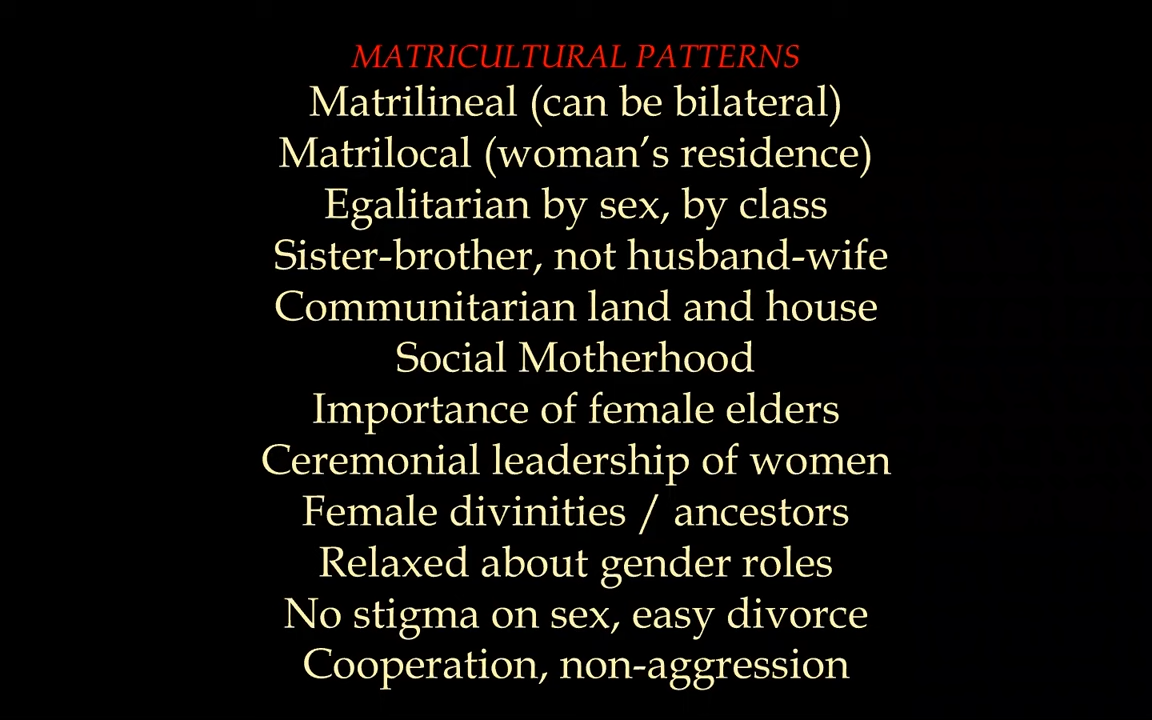 MATRICULTURAL PATTERNS
Matrilineal (can be bilateral)
Matrilocal (woman’s residence)
Egalitarian by sex, by class
Sister-brother, not husband-wife
Communitarian land and house
Social Motherhood
Importance of female elders
Ceremonial leadership of women
Female divinities / ancestors
Relaxed about gender roles
No stigma on sex, easy divorce
Cooperation, non-aggression